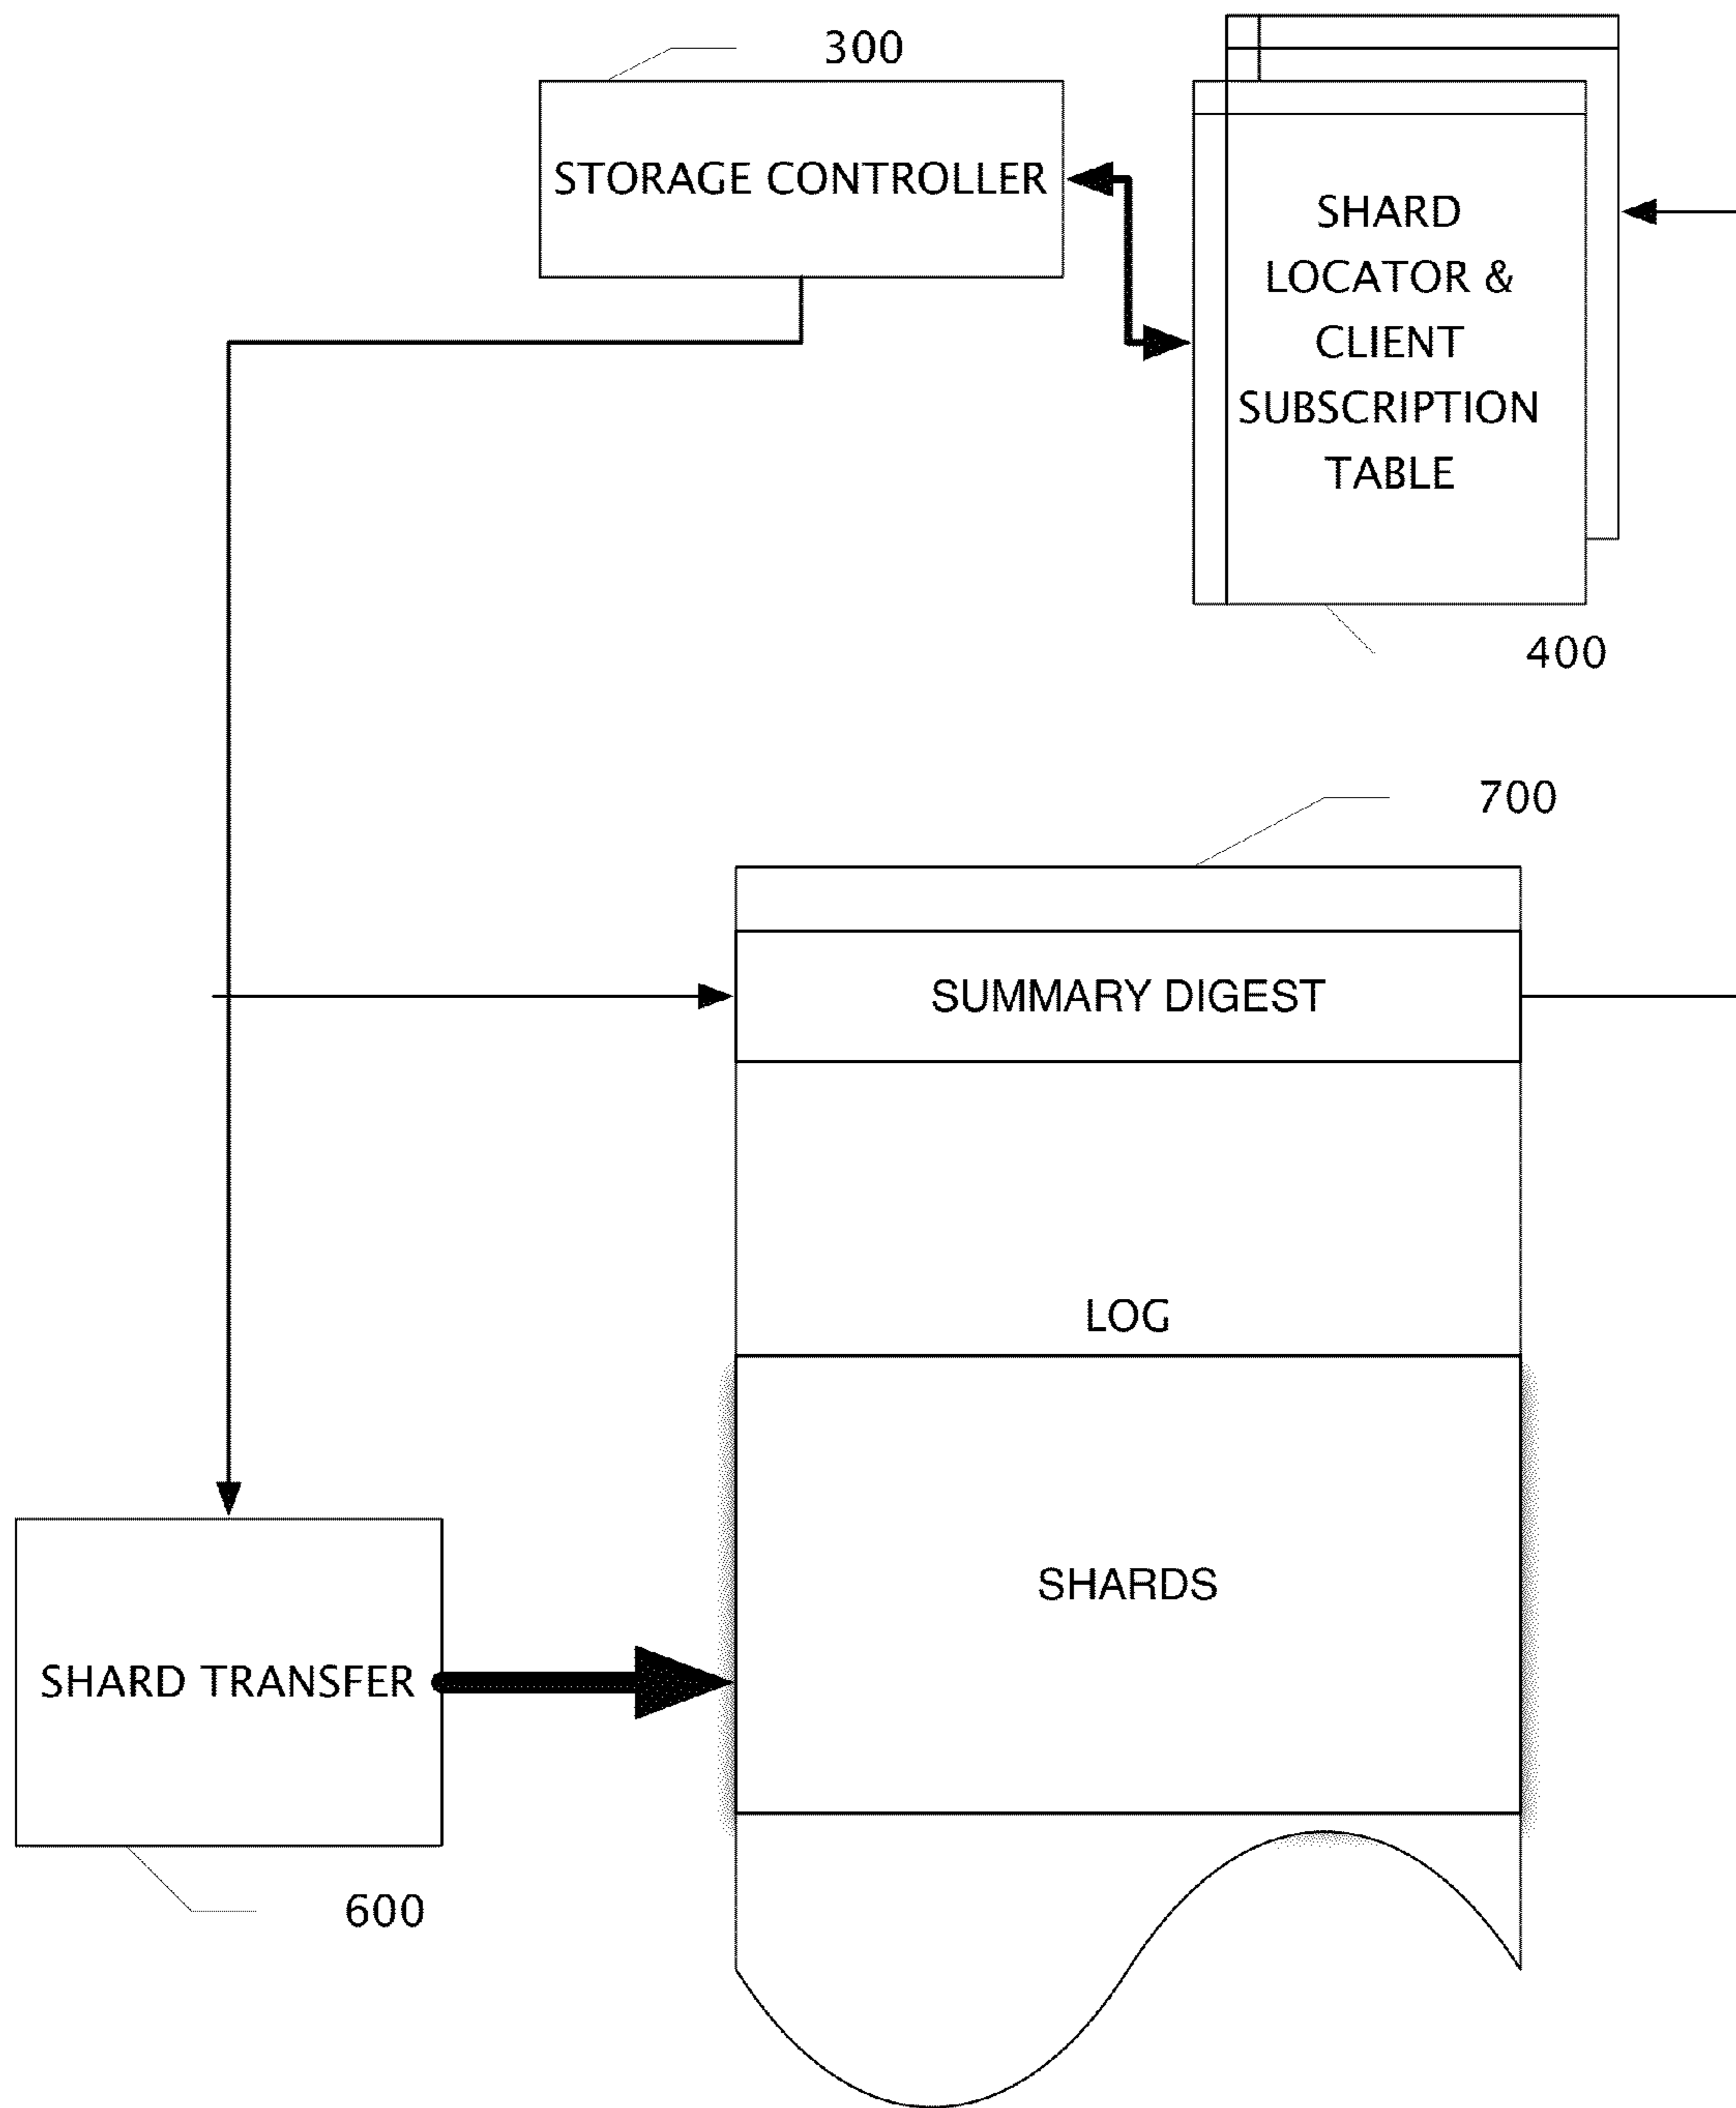 300
STORAGE CONTROLLER
SHARD
LOCATOR &
CLIENT
SUBSCRIPTION
TABLE
400
700
SUMMARY DIGEST
LOG
SHARDS
SHARD TRANSFER
600